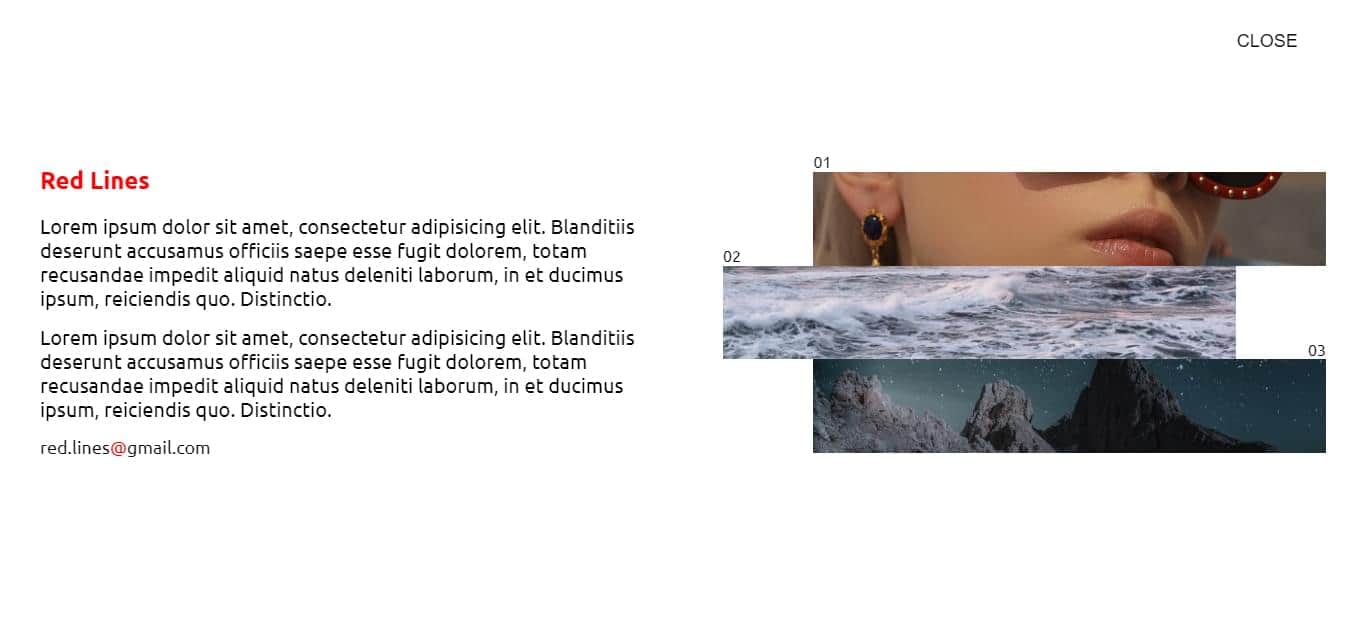 CLOSE
Red Lines
Lorem ipsum dolor sit amet, consectetur adipisicing elit. Blanditiis
deserunt accusamus officiis saepe esse fugit dolorem, totam
recusandae impedit aliquid natus deleniti laborum, in et ducimus
ipsum, reiciendis quo. Distinctio.
Lorem ipsum dolor sit amet, consectetur adipisicing elit. Blanditiis
deserunt accusamus officiis saepe esse fugit dolorem, totam
recusandae impedit aliquid natus deleniti laborum, in et ducimus
ipsum, reiciendis quo. Distinctio.
red.lines@gmail.com
01
02
03